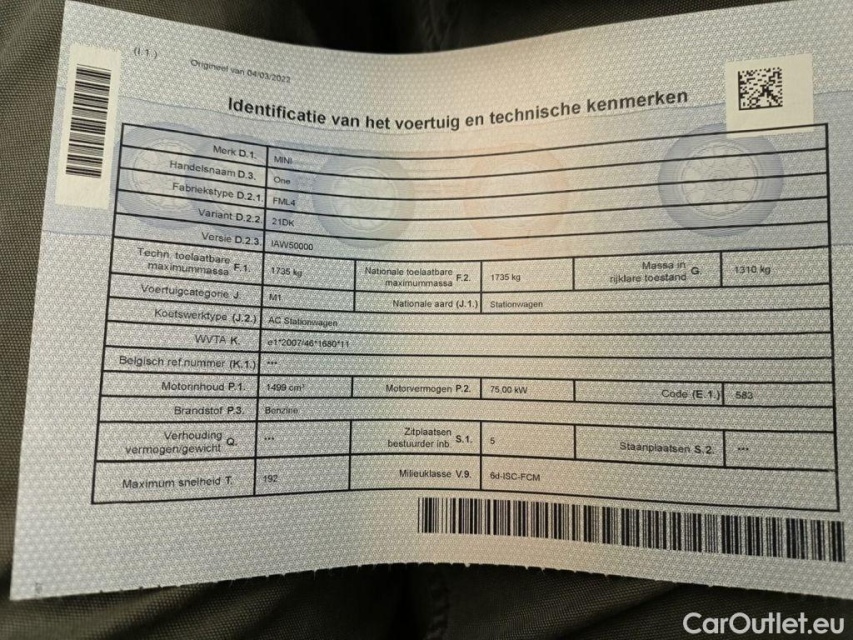 (I.1.)
Origineel van 04/03/2022
Identificatie van het voertuig en technische kenmerken
Merk D.1. MINI
Handelsnaam D.3. One
Fabriekstype D.2.1. FML4
Variant D.2.2. 21DK
Versie D.2.3. IAW50000
Techn. toelaatbare maximummassa F.1. 1735 kg Nationale toelaatbare maximummassa F.2. 1735 kg Massa in rijklare toestand G. 1310 kg
Voertuigcategorie J. M1 Nationale aard (J.1.) Stationwagen
Koetswerktype (J.2.) AC Stationwagen
WVTA K. e1*2007/46*1680*11
Belgisch ref.nummer (K.1.) ***
Motorinhoud P.1. 1499 cm³ Motorvermogen P.2. 75.00 kW Code (E.1.) 583
Brandstof P.3. Benzine
Verhouding vermogen/gewicht Q. *** Zitplaatsen bestuurder inb. S.1. 5 Staanplaatsen S.2. ***
Maximum snelheid T. 192 Milieuklasse V.9. 6d-ISC-FCM
CarOutlet.eu